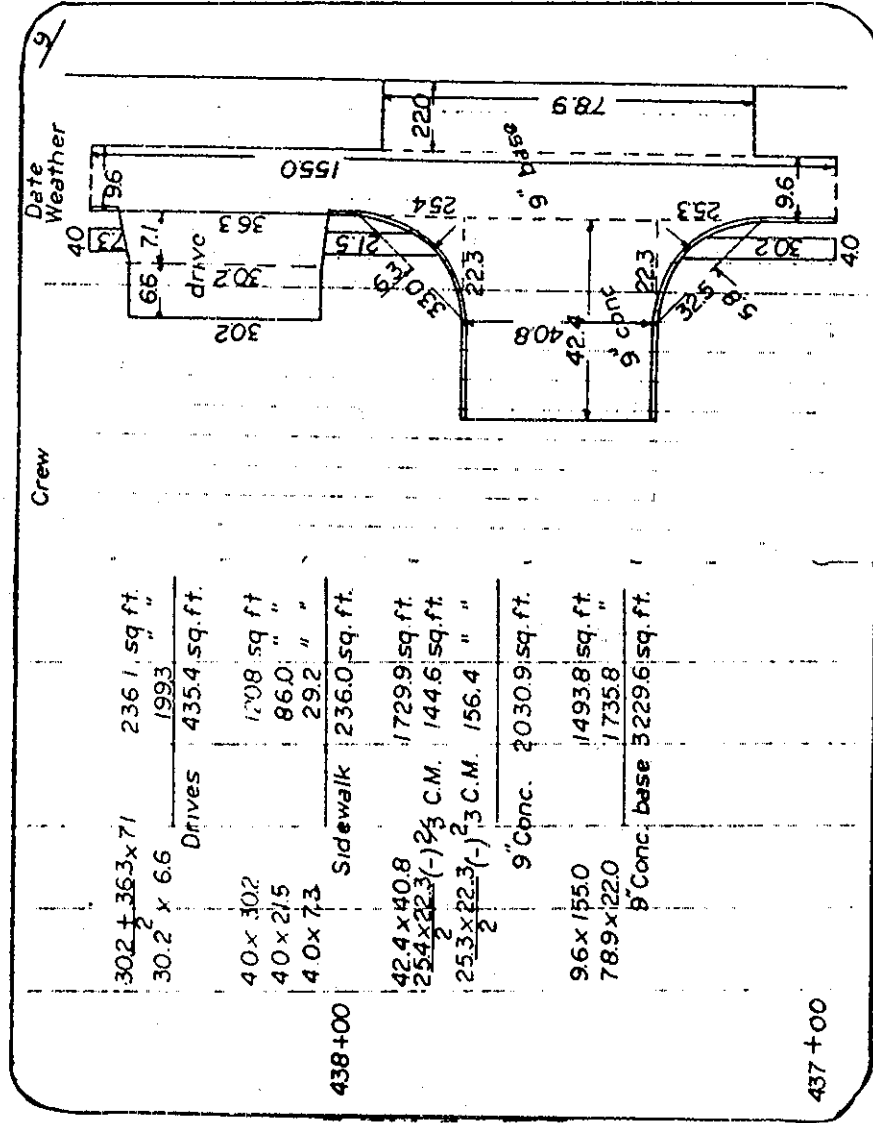 9/
Crew
Date
Weather
30.2 + 36.3 x 7.1 236.1 sq ft.
2
30.2 x 6.6 199.3 " "
Drives 435.4 sq. ft.
4.0 x 30.2 120.8 sq ft
4.0 x 21.5 86.0 " "
4.0 x 7.3 29.2 " "
438+00
Sidewalk 236.0 sq. ft.
42.4 x 40.8 1729.9 sq. ft.
25.4 x 22.3 (-) 2/3 C.M. 144.6 sq. ft.
2
25.3 x 22.3 (-) 2/3 C.M. 156.4 " "
2
9" Conc. 2030.9 sq. ft.
9.6 x 155.0 1493.8 sq. ft.
78.9 x 22.0 1735.8 "
9" Conc. base 3229.6 sq. ft.
437+00
4.0
7.3
9.6
6.6
7.1
30.2
drive
30.2
36.3
155.0
22.0
21.5
6.3
33.0
25.4
22.3
9" base
78.9
40.8
42.4
9" conc
22.3
25.3
32.5
5.8
30.2
9.6
4.0